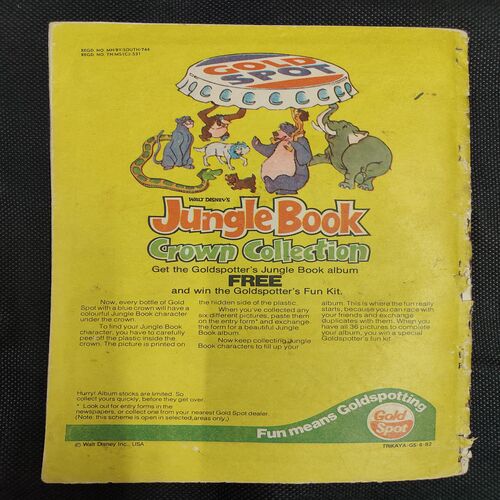 REGD. NO. MH/BY/SOUTH-744
REGD. NO. TH/MS/(C)-531
GOLD
SPOT
WALT DISNEY'S
Jungle Book
Crown Collection
Get the Goldspotter's Jungle Book album
FREE
and win the Goldspotter's Fun Kit.
Now, every bottle of Gold
Spot with a blue crown will have a
colourful Jungle Book character
under the crown.
To find your Jungle Book
character, you have to carefully
peel off the plastic inside the
crown. The picture is printed on
the hidden side of the plastic.
When you've collected any
six different pictures, paste them
on the entry form and exchange
the form for a beautiful Jungle
Book album.
Now keep collecting Jungle
Book characters to fill up your
album. This is where the fun really
starts, because you can race with
your friends and exchange
duplicates with them. When you
have all 36 pictures to complete
your album, you win a special
Goldspotter's fun kit.
Hurry! Album stocks are limited. So
collect yours quickly, before they get over.
* Look out for entry forms in the
newspapers, or collect one from your nearest Gold Spot dealer.
(Note: this scheme is open in selected areas only.)
Fun means Goldspotting
Gold
Spot
© Walt Disney Inc., USA
TRIKAYA-GS-6-82